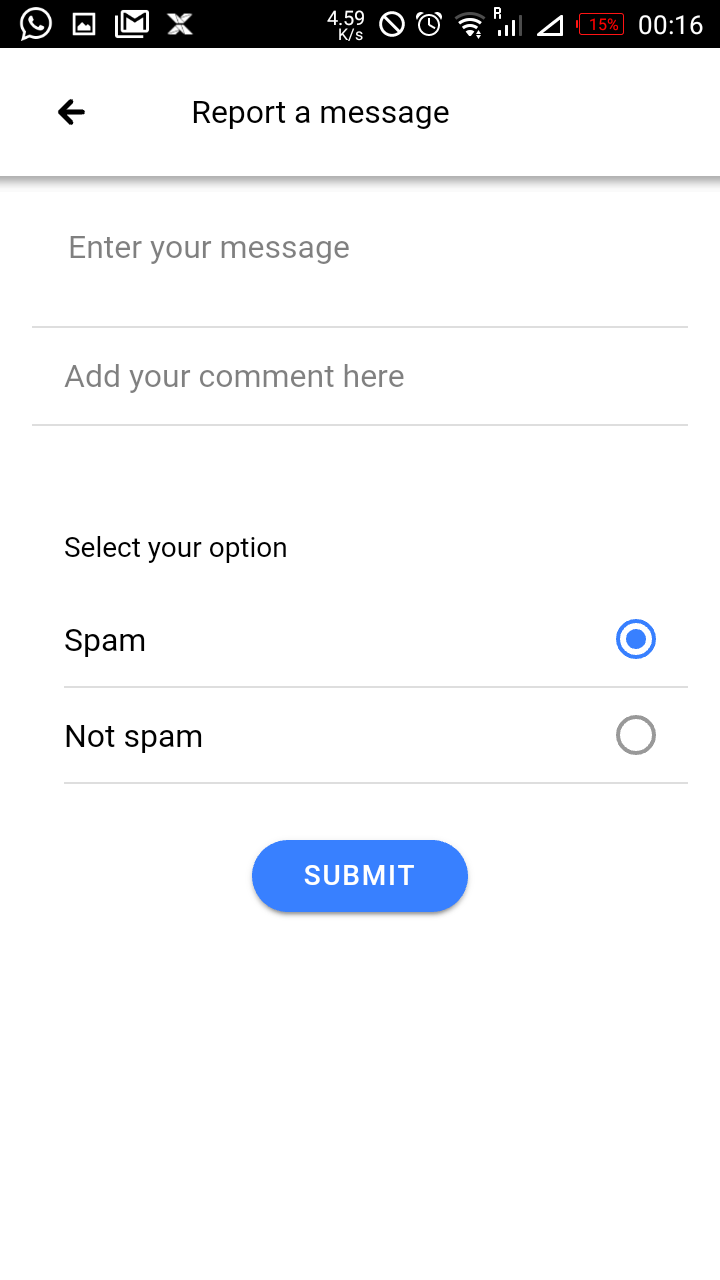 4.59
K/s
R
15%
00:16
Report a message
Enter your message
Add your comment here
Select your option
Spam
Not spam
SUBMIT